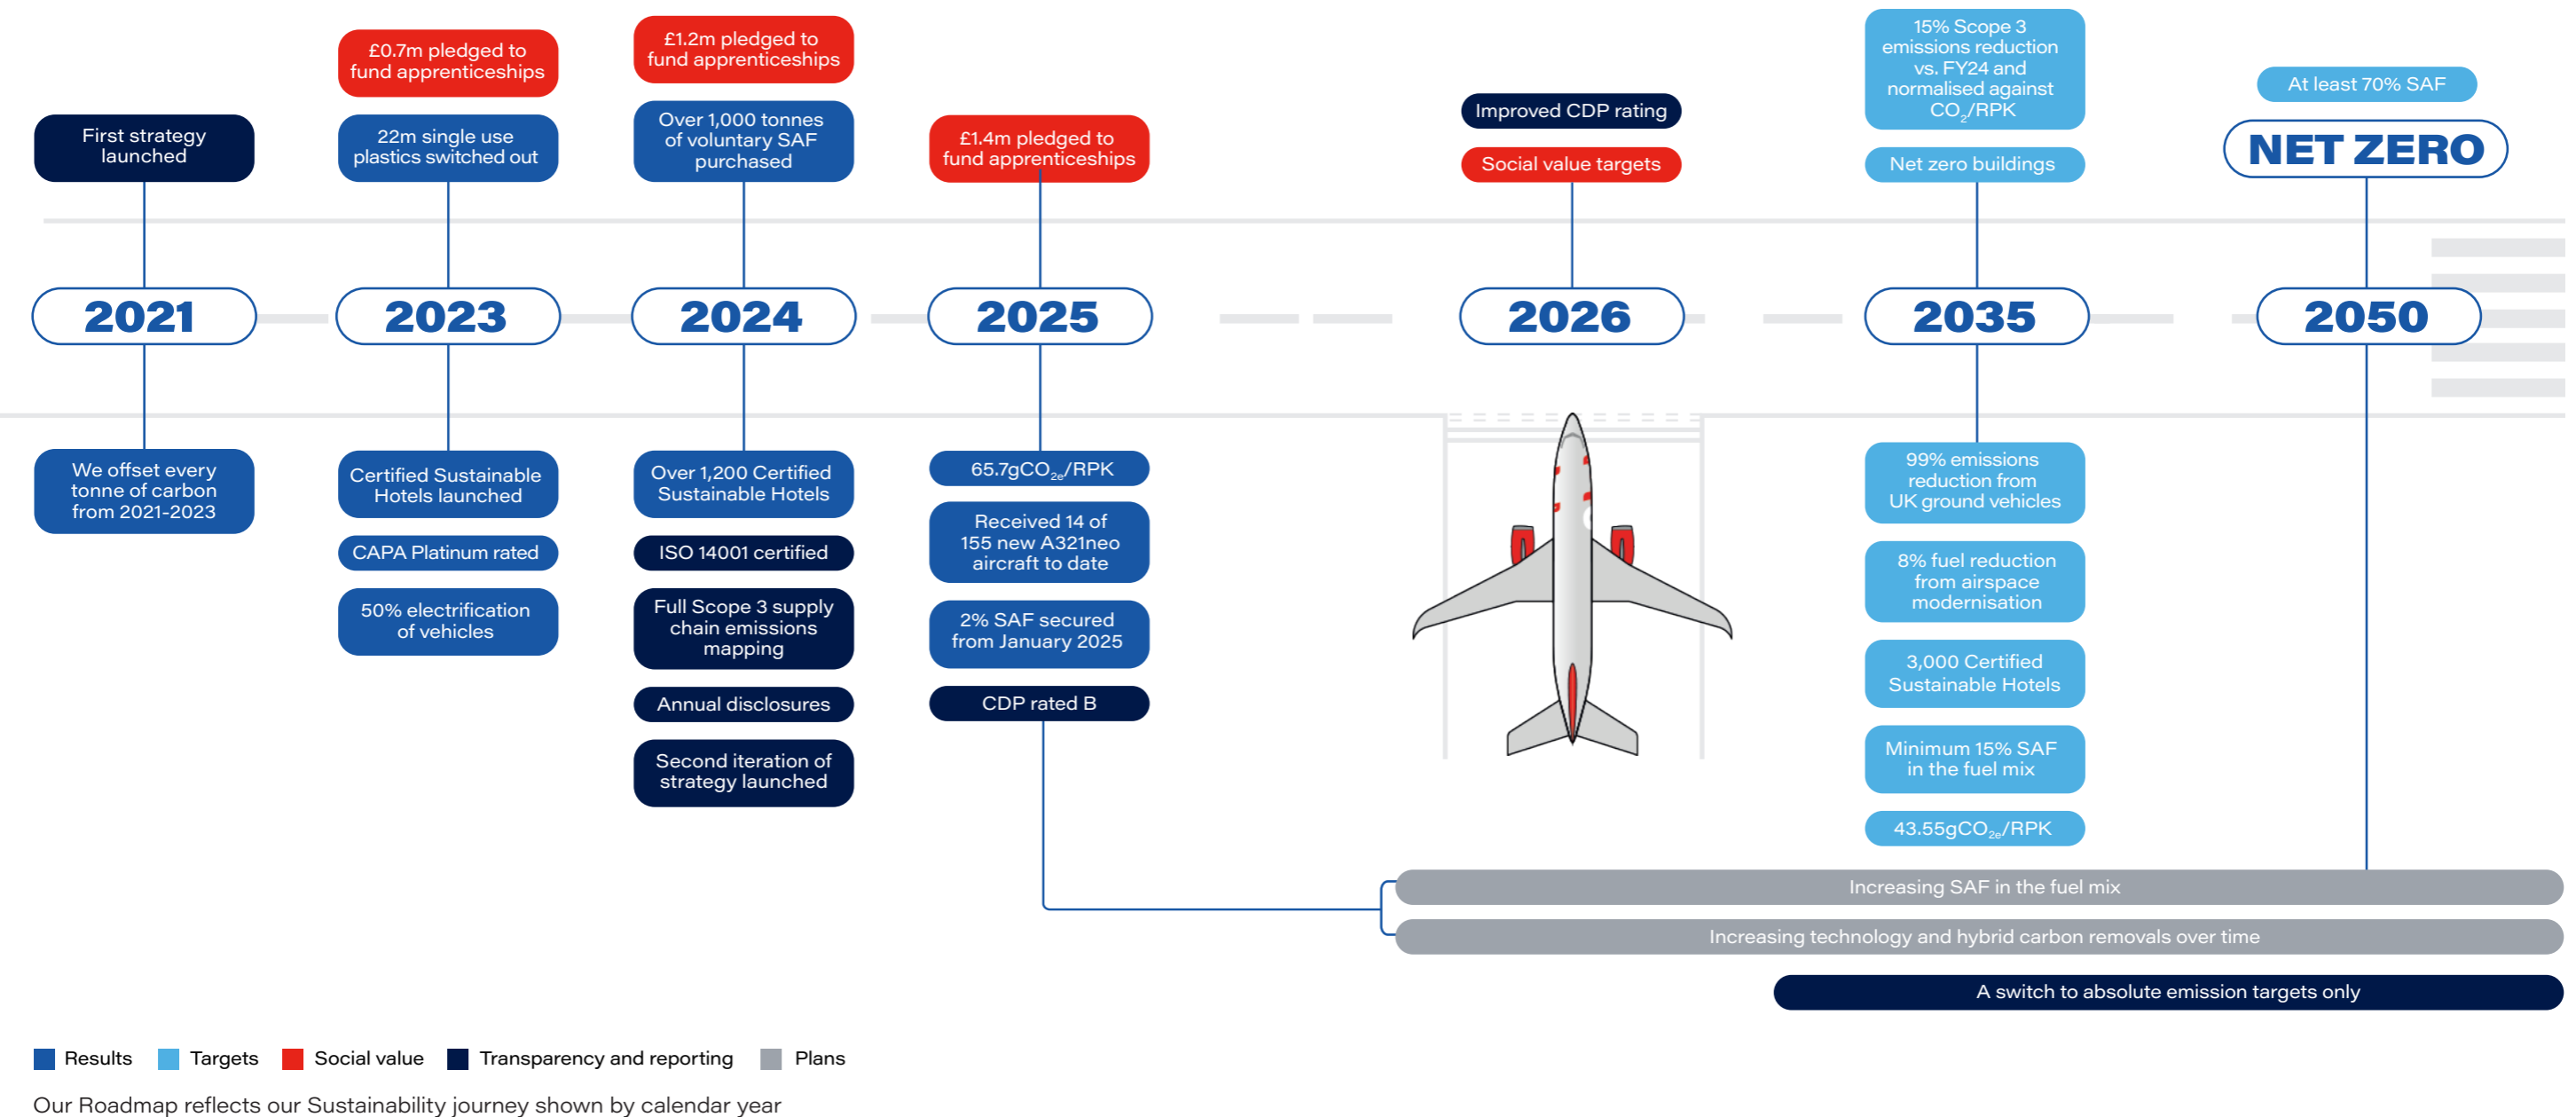 First strategy
launched
2021
We offset every
tonne of carbon
from 2021-2023
£0.7m pledged to
fund apprenticeships
22m single use
plastics switched out
2023
Certified Sustainable
Hotels launched
CAPA Platinum rated
50% electrification
of vehicles
£1.2m pledged to
fund apprenticeships
Over 1,000 tonnes
of voluntary SAF
purchased
2024
Over 1,200 Certified
Sustainable Hotels
ISO 14001 certified
Full Scope 3 supply
chain emissions
mapping
Annual disclosures
Second iteration of
strategy launched
£1.4m pledged to
fund apprenticeships
2025
65.7gCO2e/RPK
Received 14 of
155 new A321neo
aircraft to date
2% SAF secured
from January 2025
CDP rated B
Improved CDP rating
Social value targets
2026
15% Scope 3
emissions reduction
vs. FY24 and
normalised against
CO2/RPK
Net zero buildings
2035
99% emissions
reduction from
UK ground vehicles
8% fuel reduction
from airspace
modernisation
3,000 Certified
Sustainable Hotels
Minimum 15% SAF
in the fuel mix
43.55gCO2e/RPK
At least 70% SAF
NET ZERO
2050
Increasing SAF in the fuel mix
Increasing technology and hybrid carbon removals over time
A switch to absolute emission targets only
Results
Targets
Social value
Transparency and reporting
Plans
Our Roadmap reflects our Sustainability journey shown by calendar year